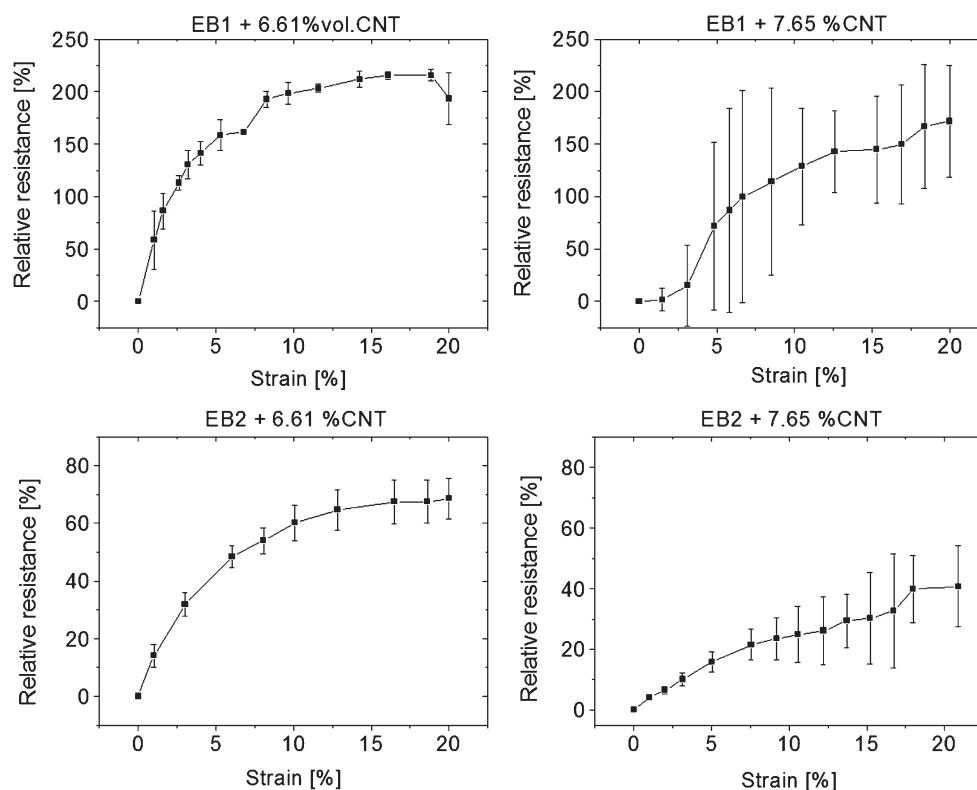 EB1 + 6.61%vol.CNT
250
200
150
100
50
0
Relative resistance [%]
0 5 10 15 20
Strain [%]
EB1 + 7.65 %CNT
250
200
150
100
50
0
Relative resistance [%]
0 5 10 15 20
Strain [%]
EB2 + 6.61 %CNT
80
60
40
20
0
Relative resistance [%]
0 5 10 15 20
Strain [%]
EB2 + 7.65 %CNT
80
60
40
20
0
Relative resistance [%]
0 5 10 15 20
Strain [%]